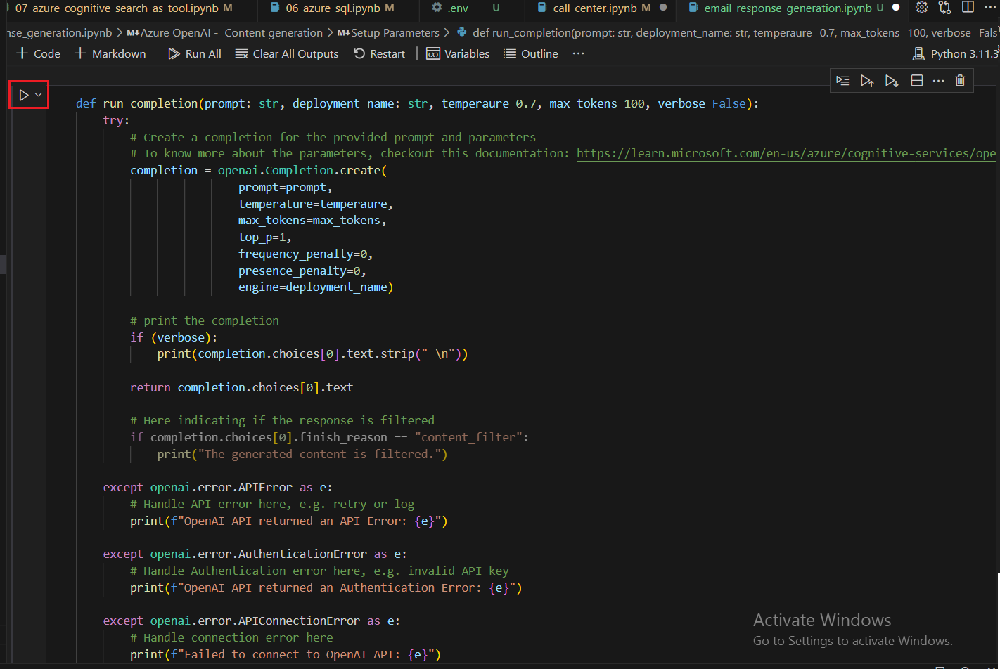 07_azure_cognitive_search_as_tool.ipynb M 06_azure_sql.ipynb M .env U call_center.ipynb M email_response_generation.ipynb U
nse_generation.ipynb > M↓Azure OpenAI - Content generation > M↓Setup Parameters > def run_completion(prompt: str, deployment_name: str, temperaure=0.7, max_tokens=100, verbose=Fals
+ Code + Markdown Run All Clear All Outputs Restart Variables Outline ... Python 3.11.3
def run_completion(prompt: str, deployment_name: str, temperaure=0.7, max_tokens=100, verbose=False):
try:
# Create a completion for the provided prompt and parameters
# To know more about the parameters, checkout this documentation: https://learn.microsoft.com/en-us/azure/cognitive-services/ope
completion = openai.Completion.create(
prompt=prompt,
temperature=temperaure,
max_tokens=max_tokens,
top_p=1,
frequency_penalty=0,
presence_penalty=0,
engine=deployment_name)
# print the completion
if (verbose):
print(completion.choices[0].text.strip(" \n"))
return completion.choices[0].text
# Here indicating if the response is filtered
if completion.choices[0].finish_reason == "content_filter":
print("The generated content is filtered.")
except openai.error.APIError as e:
# Handle API error here, e.g. retry or log
print(f"OpenAI API returned an API Error: {e}")
except openai.error.AuthenticationError as e:
# Handle Authentication error here, e.g. invalid API key
print(f"OpenAI API returned an Authentication Error: {e}")
except openai.error.APIConnectionError as e:
# Handle connection error here
print(f"Failed to connect to OpenAI API: {e}")
Activate Windows
Go to Settings to activate Windows.